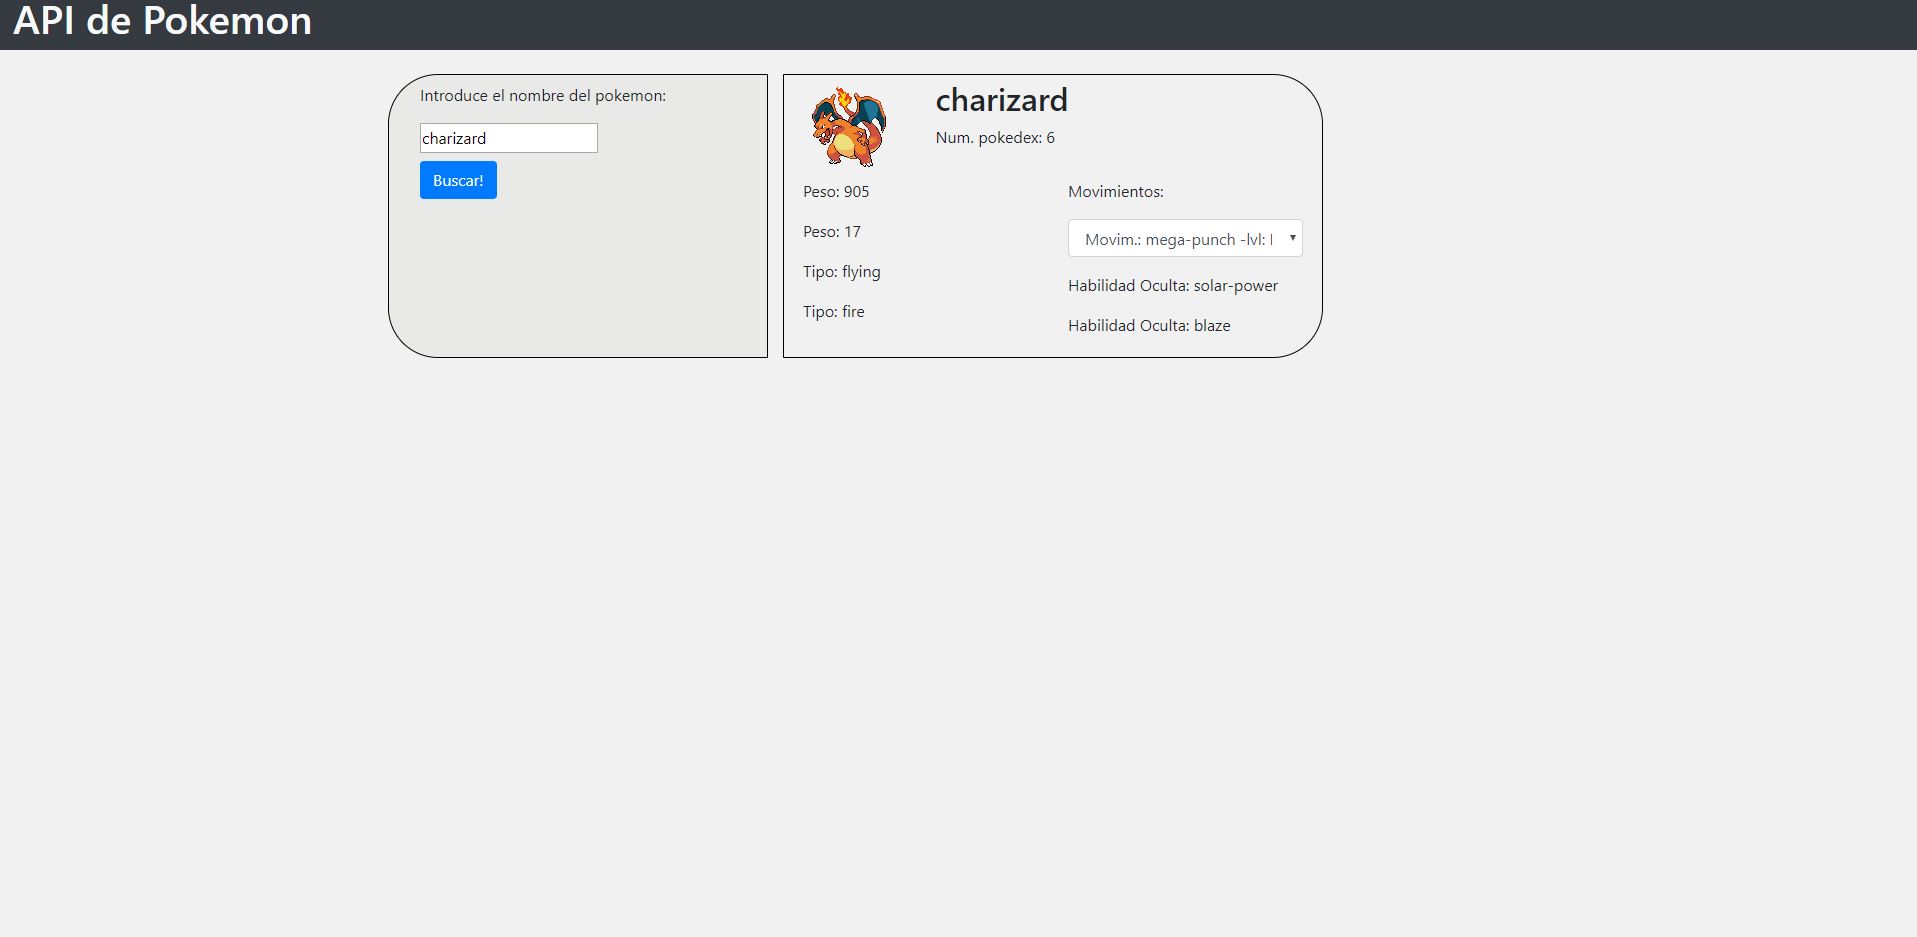 API de Pokemon
Introduce el nombre del pokemon:
charizard
Buscar!
charizard
Num. pokedex: 6
Peso: 905
Peso: 17
Tipo: flying
Tipo: fire
Movimientos:
Movim.: mega-punch -lvl:
Habilidad Oculta: solar-power
Habilidad Oculta: blaze